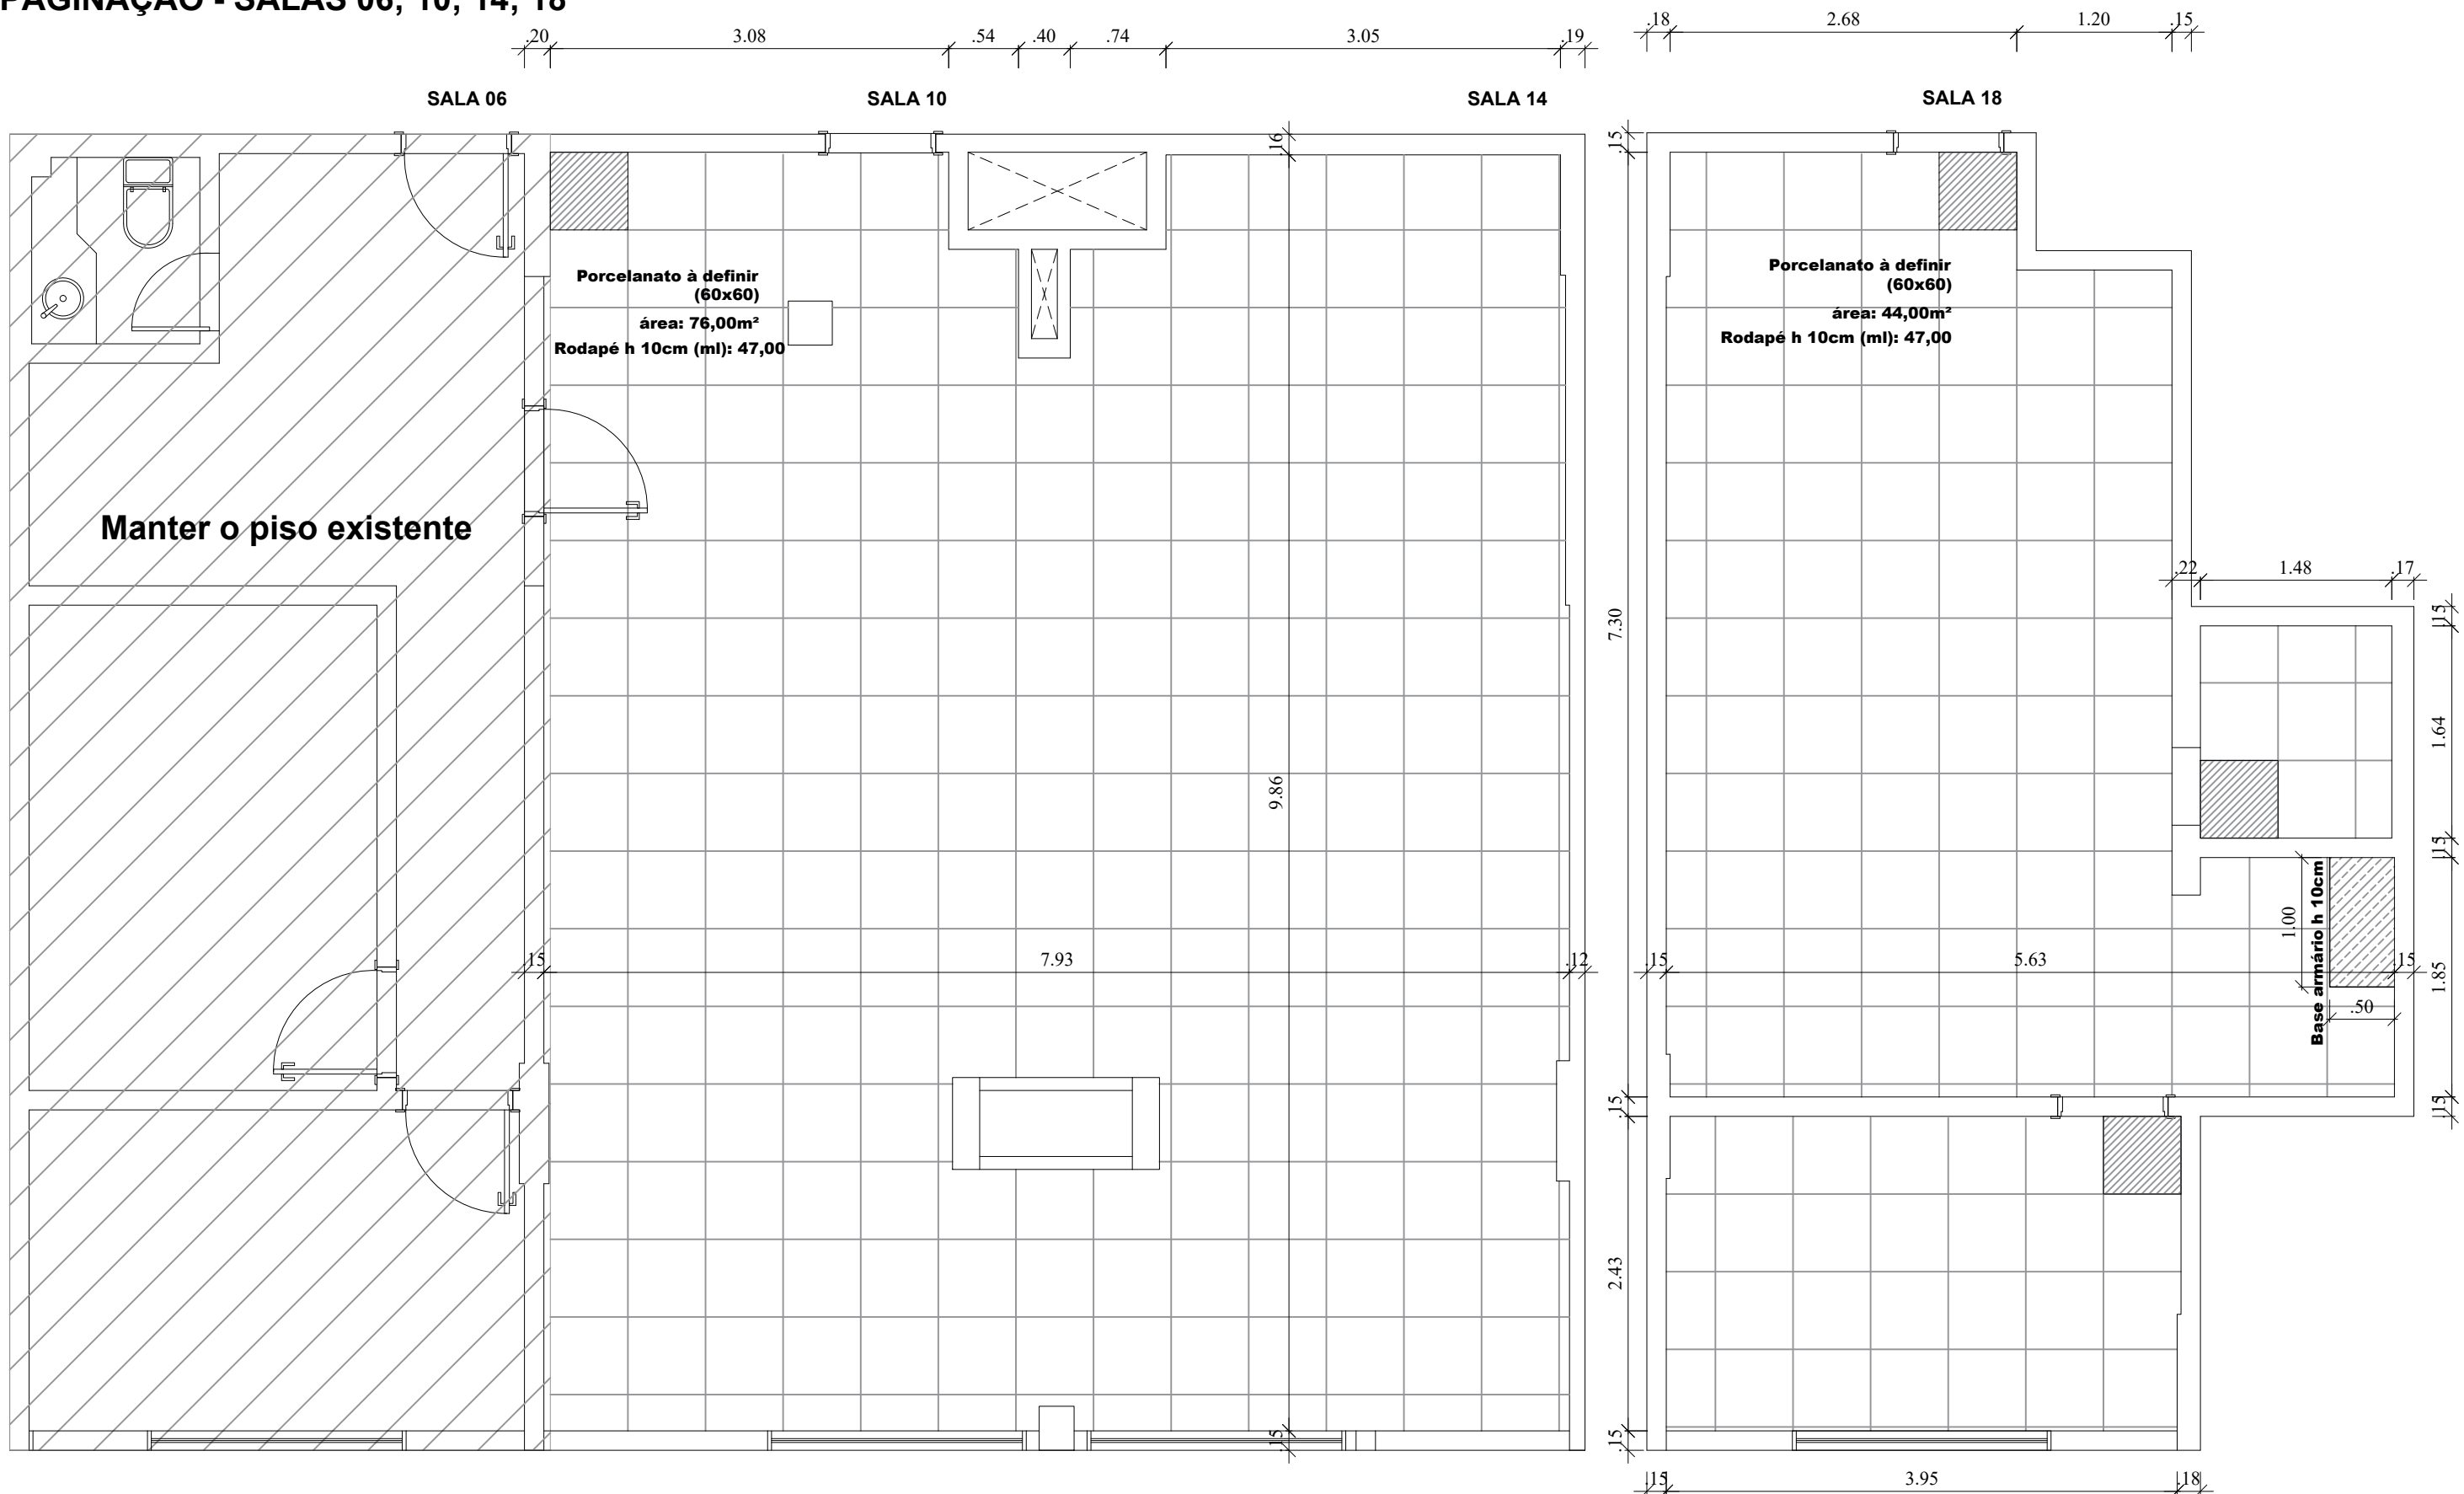 PAGINAÇÃO - SALAS 06; 10; 14; 18
.20 3.08 .54 .40 .74 3.05 .19
.18 2.68 1.20 .15
SALA 06 SALA 10 SALA 14 SALA 18
.16
.15
Porcelanato à definir
(60x60)
área: 76,00m²
Rodapé h 10cm (ml): 47,00
Porcelanato à definir
(60x60)
área: 44,00m²
Rodapé h 10cm (ml): 47,00
Manter o piso existente
.22 1.48 .17
.15
7.30
1.64
9.86
.15
Base armário h 10cm
1.00
.15 7.93 .12
.15 5.63 .15
1.85
.50
.15
.15
2.43
.15
.15
.15 3.95 .18